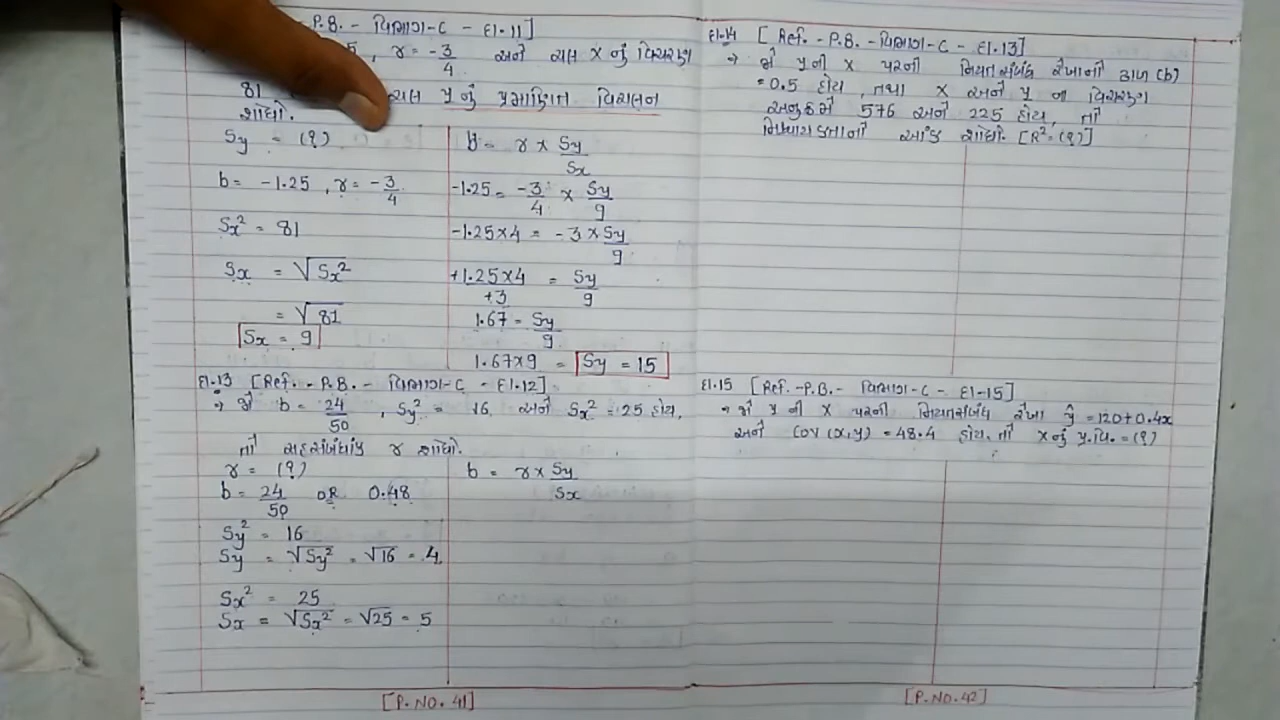 P.B. - વિભાગ-C - દા.11]
, r = -3/4 અને ચલ X નું વિચરણ
81 ચલ Y નું પ્રમાણિત વિચલન
શોધો.
Sy = (?)
b = -1.25 , r = -3/4
Sx² = 81
Sx = √Sx²
= √81
Sx = 9
b = r × Sy/Sx
-1.25 = -3/4 × Sy/9
-1.25×4 = -3 × Sy/9
+1.25×4/+3 = Sy/9
1.67 = Sy/9
1.67×9 = Sy = 15
દા.13 [Ref. - P.B. - વિભાગ-C - દા.12]
→ જો b = 24/50 , Sy² = 16, અને Sx² = 25 હોય,
તો સહસંબંધાંક r શોધો.
r = (?)
b = 24/50 OR 0.48
Sy² = 16
Sy = √Sy² = √16 = 4
Sx² = 25
Sx = √Sx² = √25 = 5
b = r × Sy/Sx
[P. NO. 41]
દા.14 [Ref. - P.B. - વિભાગ-C - દા.13]
→ જો Y ની X પરની નિયતસંબંધ રેખાનો ઢાળ (b)
= 0.5 હોય, તથા X અને Y ના વિચરણ
અનુક્રમે 576 અને 225 હોય, તો
નિશ્ચાયકતાનો આંક શોધો. [R² = (?)]
દા.15 [Ref. -P.B.- વિભાગ-C - દા-15]
→ જો Y ની X પરની નિયતસંબંધ રેખા ŷ = 120+0.4x
અને Cov (x,y) = 48.4 હોય, તો X નું પ્ર.વિ. = (?)
[P. NO. 42]